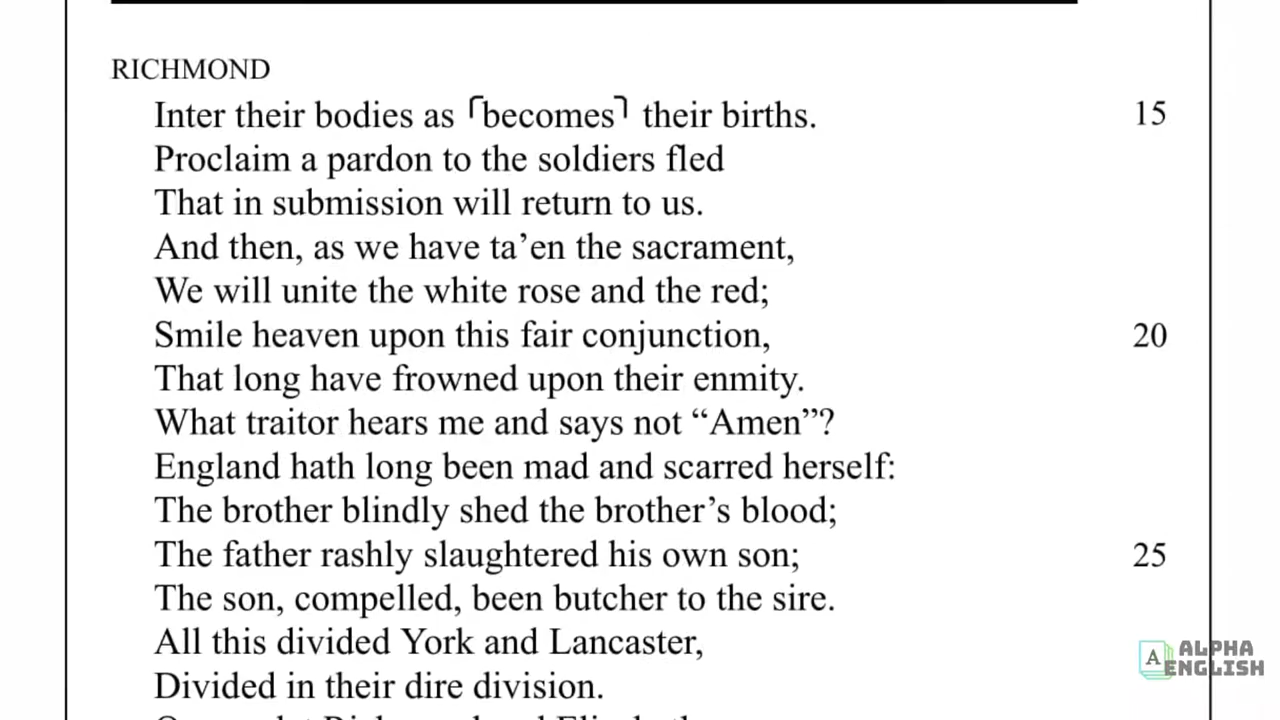 RICHMOND
Inter their bodies as ⌜becomes⌝ their births. 15
Proclaim a pardon to the soldiers fled
That in submission will return to us.
And then, as we have ta’en the sacrament,
We will unite the white rose and the red;
Smile heaven upon this fair conjunction, 20
That long have frowned upon their enmity.
What traitor hears me and says not “Amen”?
England hath long been mad and scarred herself:
The brother blindly shed the brother’s blood;
The father rashly slaughtered his own son; 25
The son, compelled, been butcher to the sire.
All this divided York and Lancaster,
Divided in their dire division.
A ALPHA
ENGLISH